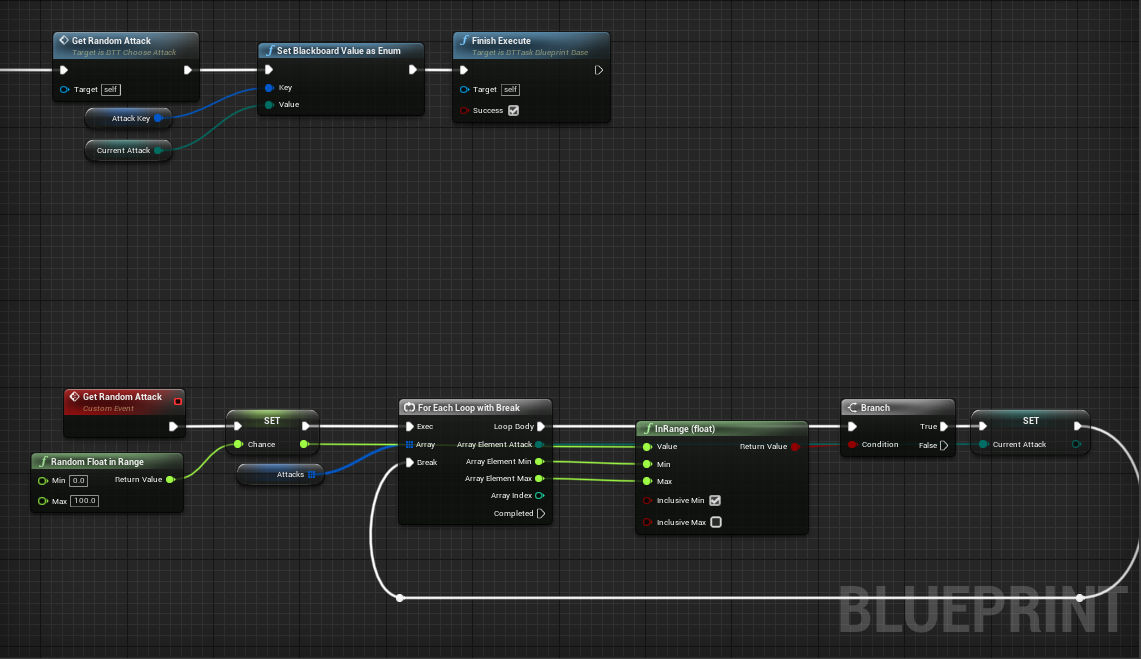 Get Random Attack
Target is BTT Choose Attack
Target self
Attack Key
Current Attack
Set Blackboard Value as Enum
Key
Value
Finish Execute
Target is BTTask Blueprint Base
Target self
Success
Get Random Attack
Custom Event
Random Float in Range
Min 0.0 Return Value
Max 100.0
SET
Chance
Attacks
For Each Loop with Break
Exec Loop Body
Array Array Element Attack
Break Array Element Min
Array Element Max
Array Index
Completed
InRange (float)
Value Return Value
Min
Max
Inclusive Min
Inclusive Max
Branch
True
Condition False
SET
Current Attack
BLUEPRINT